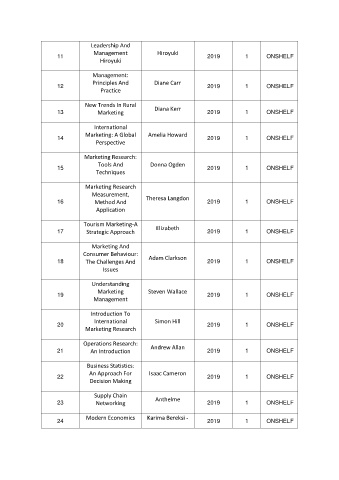 11 Leadership And Management Hiroyuki Hiroyuki 2019 1 ONSHELF
12 Management: Principles And Practice Diane Carr 2019 1 ONSHELF
13 New Trends In Rural Marketing Diana Kerr 2019 1 ONSHELF
14 International Marketing: A Global Perspective Amelia Howard 2019 1 ONSHELF
15 Marketing Research: Tools And Techniques Donna Ogden 2019 1 ONSHELF
16 Marketing Research Measurement, Method And Application Theresa Langdon 2019 1 ONSHELF
17 Tourism Marketing-A Strategic Approach Elizabeth 2019 1 ONSHELF
18 Marketing And Consumer Behaviour: The Challenges And Issues Adam Clarkson 2019 1 ONSHELF
19 Understanding Marketing Management Steven Wallace 2019 1 ONSHELF
20 Introduction To International Marketing Research Simon Hill 2019 1 ONSHELF
21 Operations Research: An Introduction Andrew Allan 2019 1 ONSHELF
22 Business Statistics: An Approach For Decision Making Isaac Cameron 2019 1 ONSHELF
23 Supply Chain Networking Anthelme 2019 1 ONSHELF
24 Modern Economics Karima Bereksi - 2019 1 ONSHELF